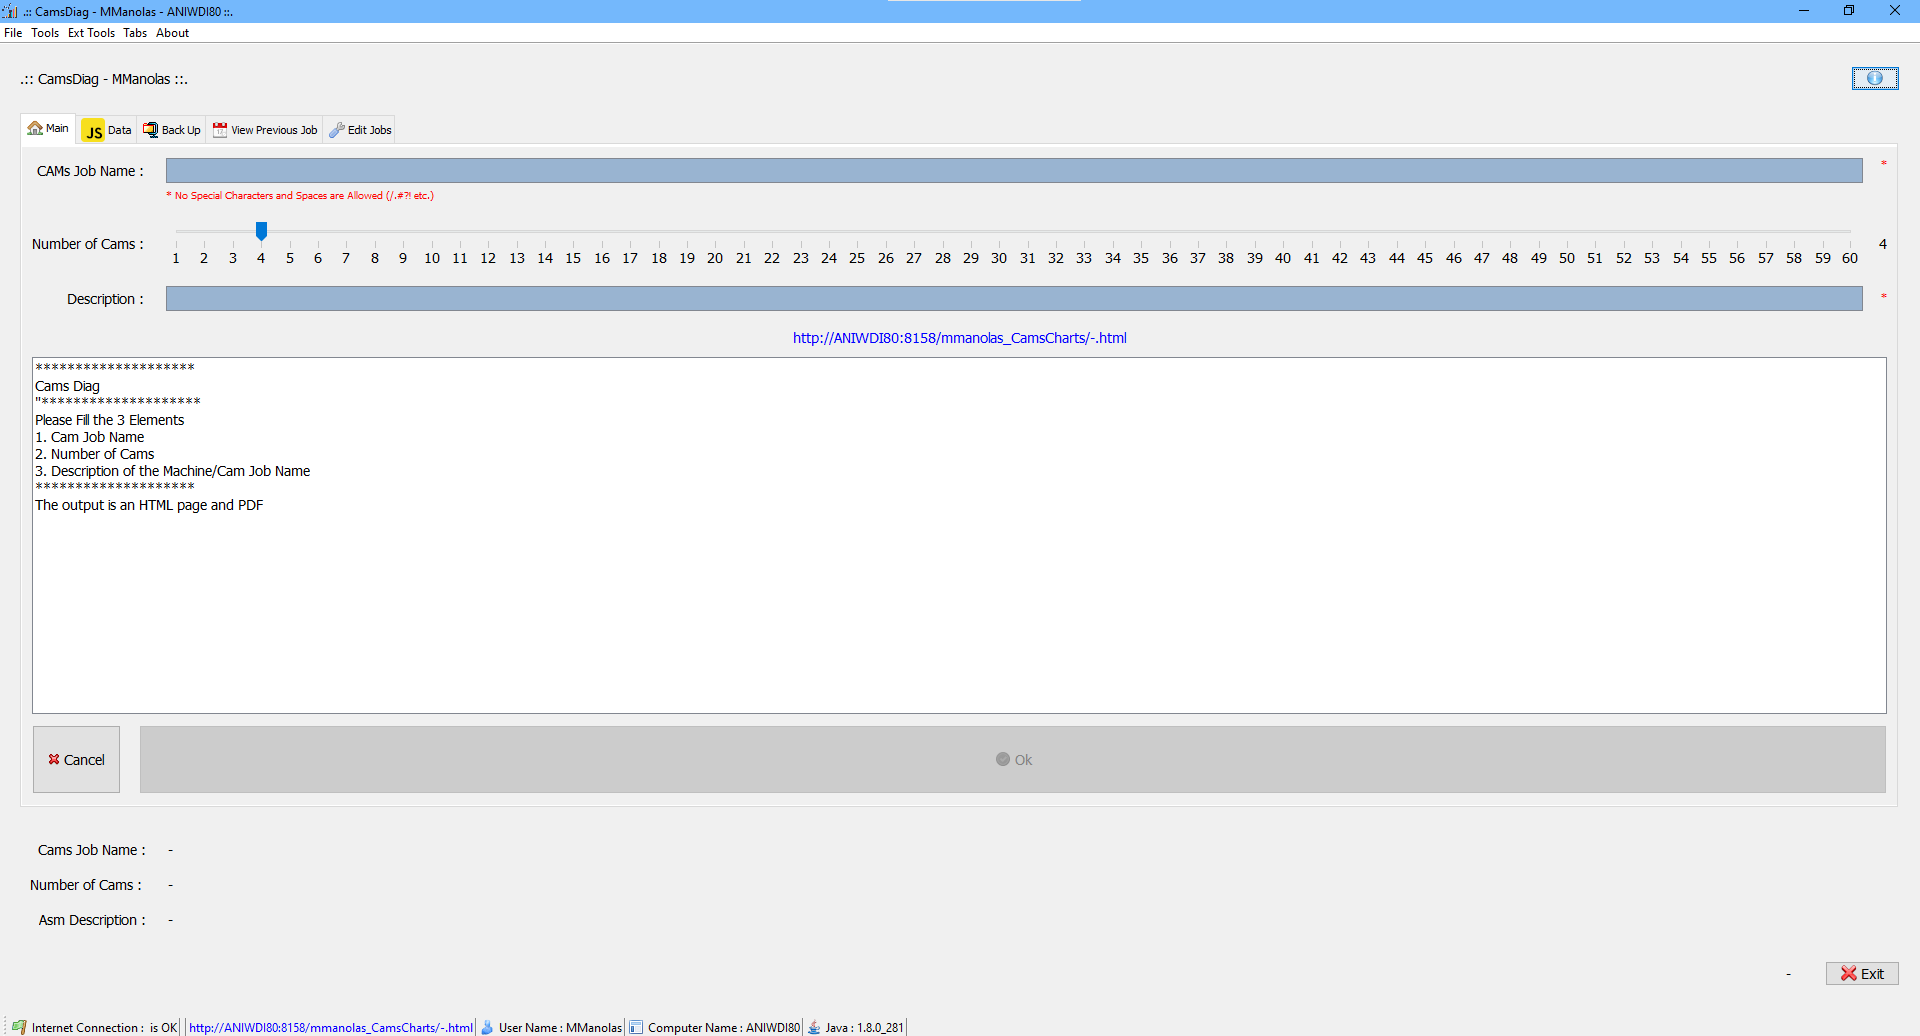 .:: CamsDiag - MManolas - ANIWDI80 ::.
File Tools Ext Tools Tabs About
.:: CamsDiag - MManolas ::.
Main JS Data Back Up View Previous Job Edit Jobs
CAMs Job Name : *
* No Special Characters and Spaces are Allowed (/.#?! etc.)
Number of Cams : 4
1 2 3 4 5 6 7 8 9 10 11 12 13 14 15 16 17 18 19 20 21 22 23 24 25 26 27 28 29 30 31 32 33 34 35 36 37 38 39 40 41 42 43 44 45 46 47 48 49 50 51 52 53 54 55 56 57 58 59 60
Description : *
http://ANIWDI80:8158/mmanolas_CamsCharts/-.html
********************
Cams Diag
"********************
Please Fill the 3 Elements
1. Cam Job Name
2. Number of Cams
3. Description of the Machine/Cam Job Name
********************
The output is an HTML page and PDF
Cancel Ok
Cams Job Name : -
Number of Cams : -
Asm Description : -
- Exit
Internet Connection : is OK http://ANIWDI80:8158/mmanolas_CamsCharts/-.html User Name : MManolas Computer Name : ANIWDI80 Java : 1.8.0_281